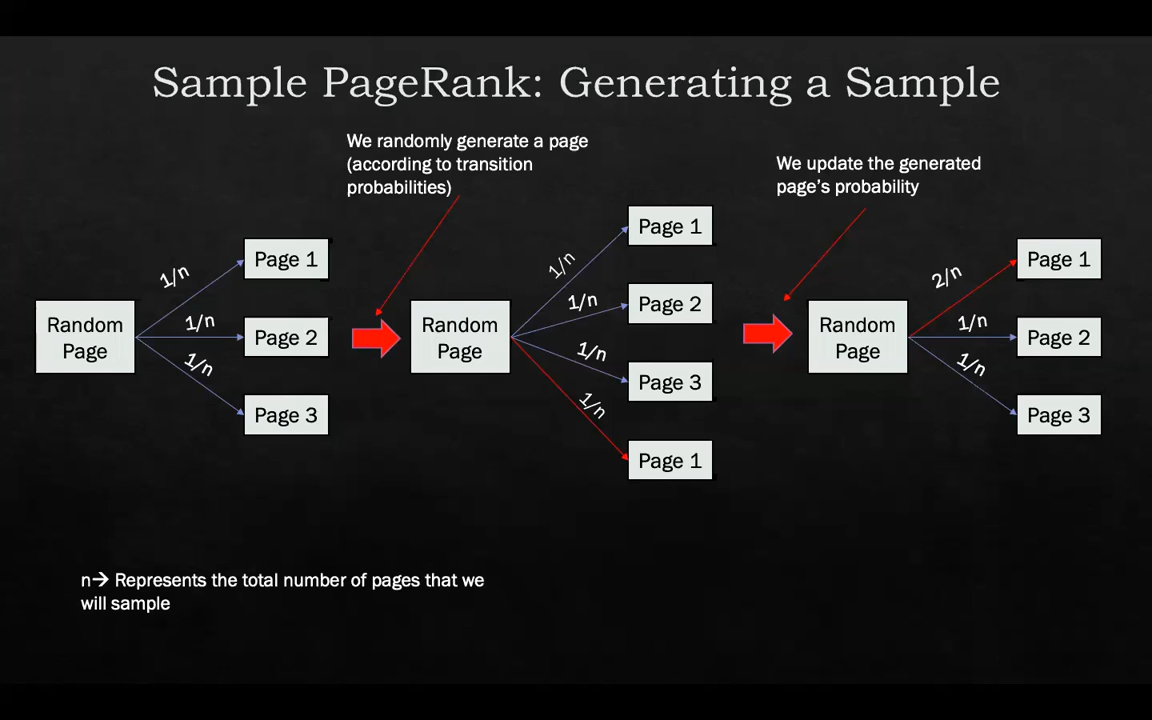 Sample PageRank: Generating a Sample
We randomly generate a page
(according to transition
probabilities)
We update the generated
page's probability
Random
Page
1/n
1/n
1/n
Page 1
Page 2
Page 3
Random
Page
1/n
1/n
1/n
1/n
Page 1
Page 2
Page 3
Page 1
Random
Page
2/n
1/n
1/n
Page 1
Page 2
Page 3
n→ Represents the total number of pages that we
will sample